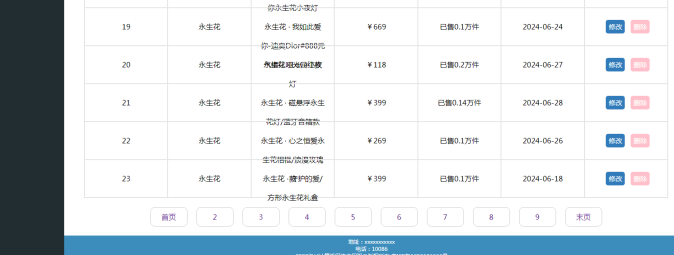 你永生花小夜灯
19 永生花 永生花 · 我如此爱 ¥ 669 已售0.1万件 2024-06-24 修改 删除
你-迪奥Dior#888元
20 永生花 ¥ 118 已售0.2万件 2024-06-27 修改 删除
灯
21 永生花 永生花 · 磁悬浮永生 ¥ 399 已售0.14万件 2024-06-28 修改 删除
花灯/蓝牙音箱款
22 永生花 永生花 · 心之恒爱永 ¥ 269 已售0.1万件 2024-06-26 修改 删除
生花相框/浪漫玫瑰
23 永生花 永生花 · 护的爱/ ¥ 399 已售0.1万件 2024-06-18 修改 删除
方形永生花礼盒
首页 2 3 4 5 6 7 8 9 末页
地址：xxxxxxxxxxx
电话：10086